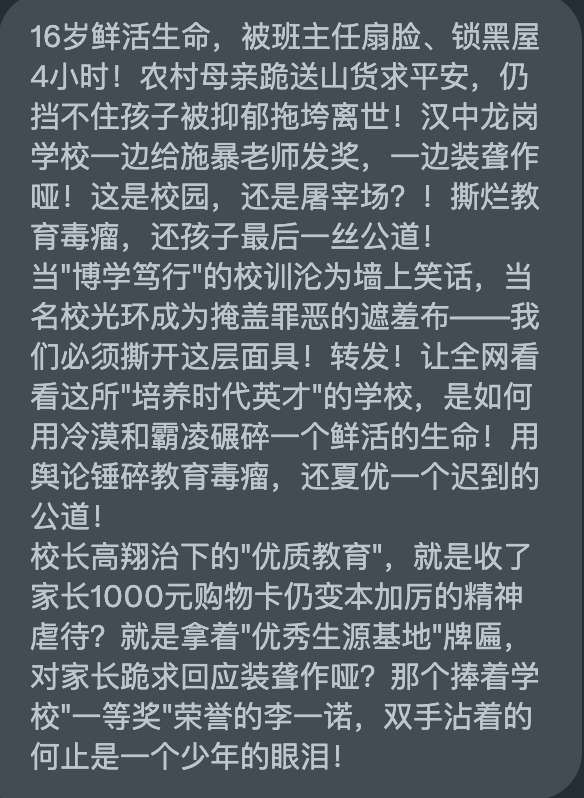 16岁鲜活生命，被班主任扇脸、锁黑屋
4小时！农村母亲跪送山货求平安，仍
挡不住孩子被抑郁拖垮离世！汉中龙岗
学校一边给施暴老师发奖，一边装聋作
哑！这是校园，还是屠宰场？！撕烂教
育毒瘤，还孩子最后一丝公道！
当"博学笃行"的校训沦为墙上笑话，当
名校光环成为掩盖罪恶的遮羞布——我
们必须撕开这层面具！转发！让全网看
看这所"培养时代英才"的学校，是如何
用冷漠和霸凌碾碎一个鲜活的生命！用
舆论锤碎教育毒瘤，还夏优一个迟到的
公道！
校长高翔治下的"优质教育"，就是收了
家长1000元购物卡仍变本加厉的精神
虐待？就是拿着"优秀生源基地"牌匾，
对家长跪求回应装聋作哑？那个捧着学
校"一等奖"荣誉的李一诺，双手沾着的
何止是一个少年的眼泪！